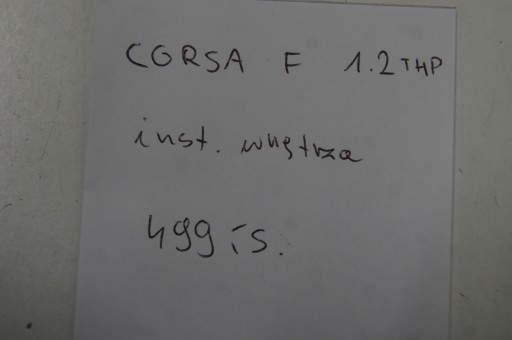 CORSA F 1.2 THP
inst. wnętrza
499 is.